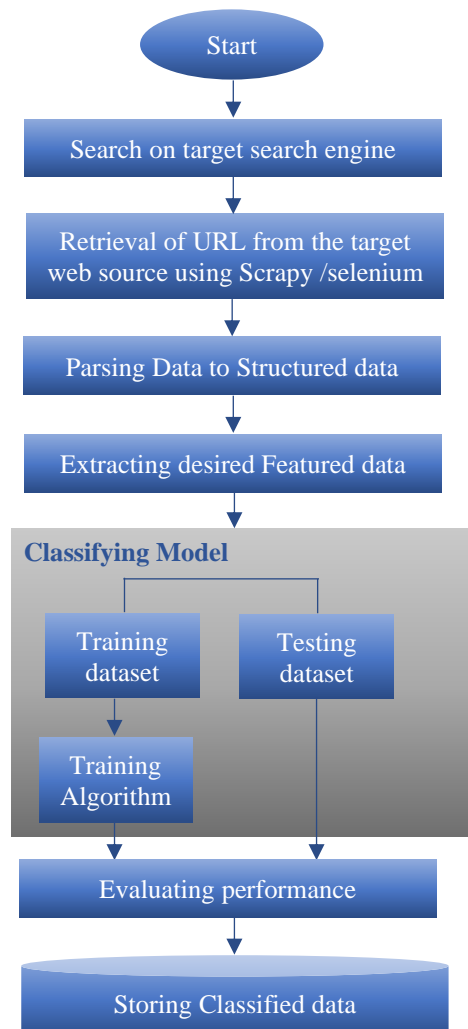 Start
Search on target search engine
Retrieval of URL from the target
web source using Scrapy /selenium
Parsing Data to Structured data
Extracting desired Featured data
Classifying Model
Training
dataset
Testing
dataset
Training
Algorithm
Evaluating performance
Storing Classified data